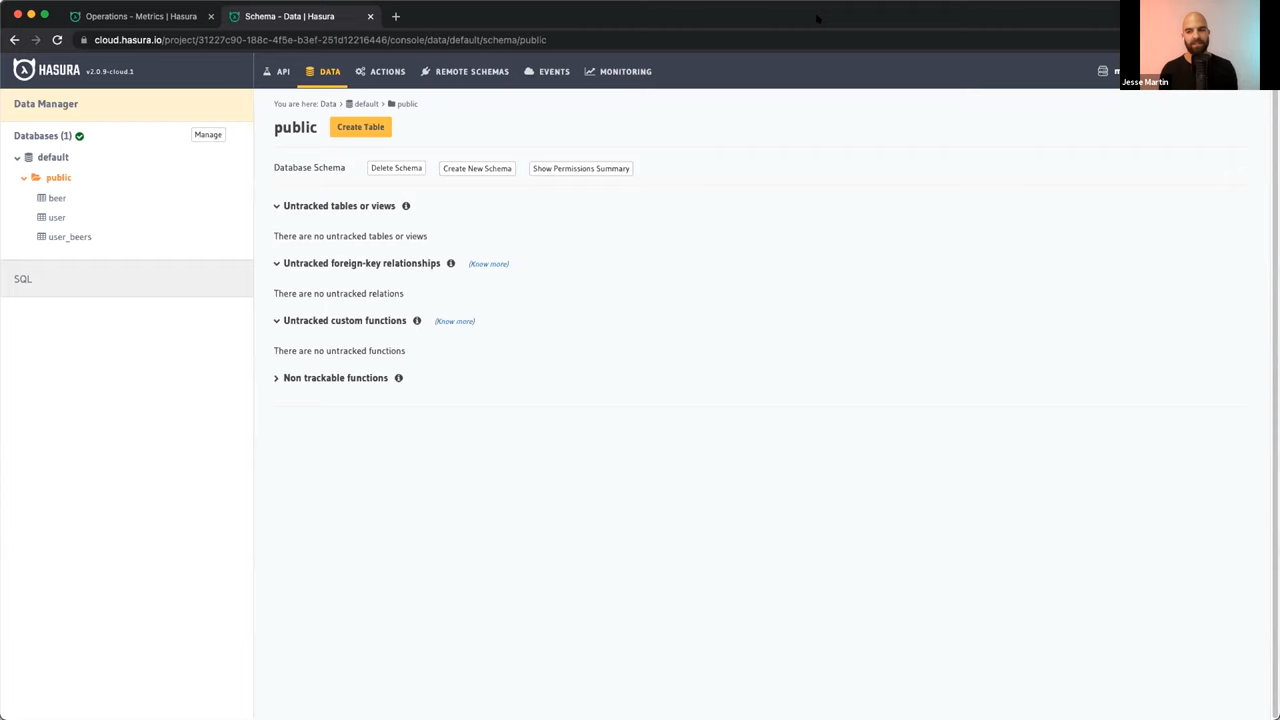 Operations - Metrics | Hasura
Schema - Data | Hasura
cloud.hasura.io/project/31227c90-188c-4f5e-b3ef-251d12216446/console/data/default/schema/public
HASURA v2.0.9-cloud.1
API
DATA
ACTIONS
REMOTE SCHEMAS
EVENTS
MONITORING
Jesse Martin
Data Manager
Databases (1)
Manage
default
public
beer
user
user_beers
SQL
You are here: Data > default > public
public
Create Table
Database Schema
Delete Schema
Create New Schema
Show Permissions Summary
Untracked tables or views
There are no untracked tables or views
Untracked foreign-key relationships
(Know more)
There are no untracked relations
Untracked custom functions
(Know more)
There are no untracked functions
Non trackable functions